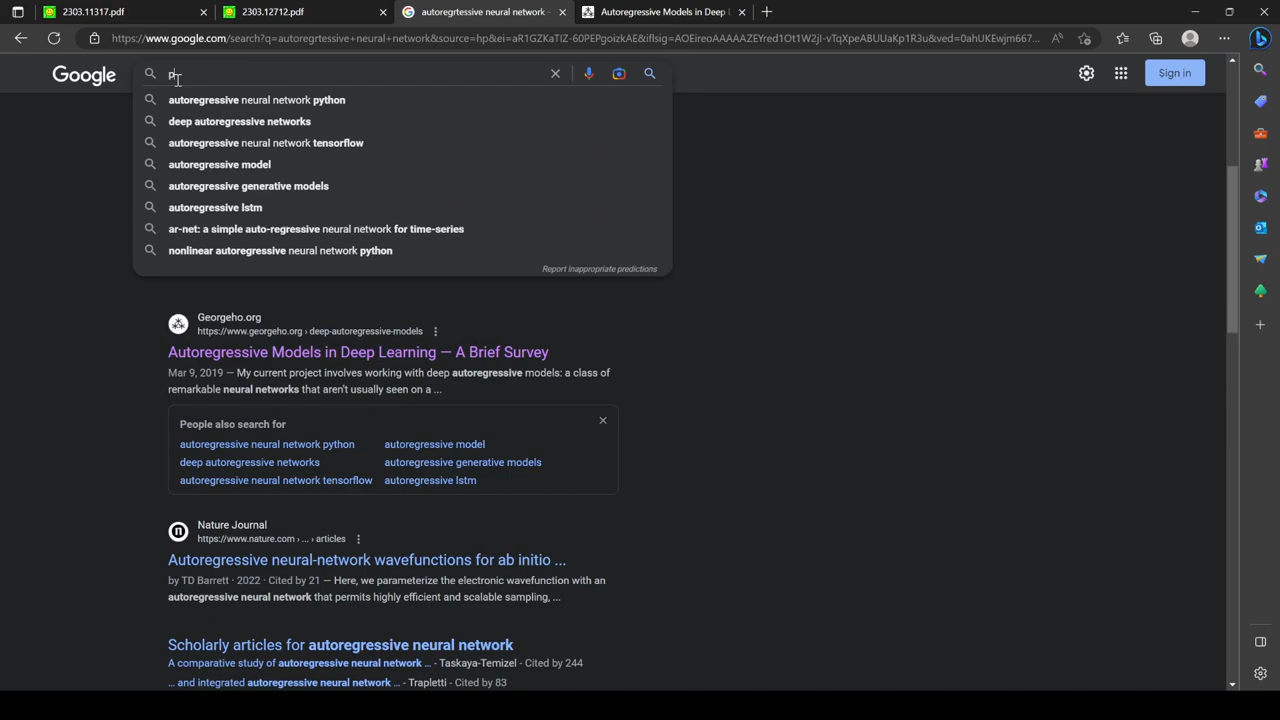 2303.11317.pdf
2303.12712.pdf
autoregrtessive neural network -
Autoregressive Models in Deep L
https://www.google.com/search?q=autoregrtessive+neural+network&source=hp&ei=aR1GZKaTIZ-60PEPgoizkAE&iflsig=AOEireoAAAAAZEYred1Ot1W2jI-vTqXpeABUUaKp1R3u&ved=0ahUKEwjm667...
Google
p
Sign in
autoregressive neural network python
deep autoregressive networks
autoregressive neural network tensorflow
autoregressive model
autoregressive generative models
autoregressive lstm
ar-net: a simple auto-regressive neural network for time-series
nonlinear autoregressive neural network python
Report inappropriate predictions
Georgeho.org
https://www.georgeho.org › deep-autoregressive-models
Autoregressive Models in Deep Learning — A Brief Survey
Mar 9, 2019 — My current project involves working with deep autoregressive models: a class of
remarkable neural networks that aren't usually seen on a ...
People also search for
autoregressive neural network python autoregressive model
deep autoregressive networks autoregressive generative models
autoregressive neural network tensorflow autoregressive lstm
n
Nature Journal
https://www.nature.com › ... › articles
Autoregressive neural-network wavefunctions for ab initio ...
by TD Barrett · 2022 · Cited by 21 — Here, we parameterize the electronic wavefunction with an
autoregressive neural network that permits highly efficient and scalable sampling, ...
Scholarly articles for autoregressive neural network
A comparative study of autoregressive neural network … - Taskaya-Temizel - Cited by 244
… and integrated autoregressive neural network … - Trapletti - Cited by 83